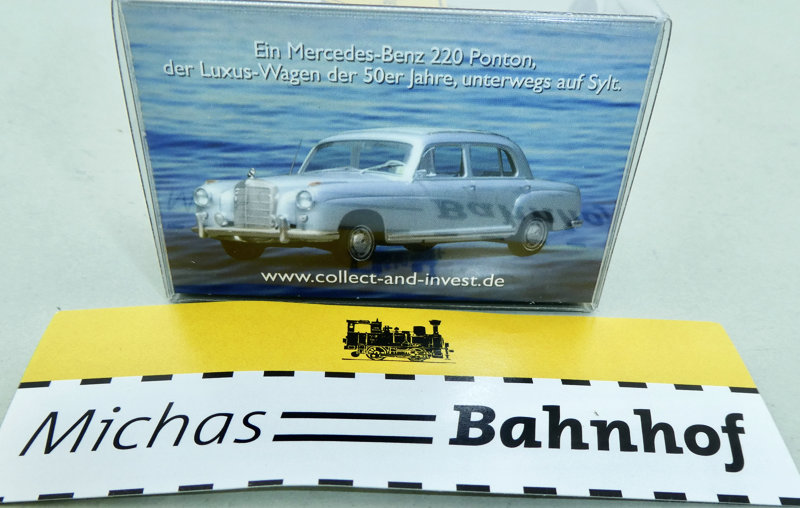 Ein Mercedes-Benz 220 Ponton,
der Luxus-Wagen der 50er Jahre, unterwegs auf Sylt.
Bahnhof
www.collect-and-invest.de
Michas Bahnhof